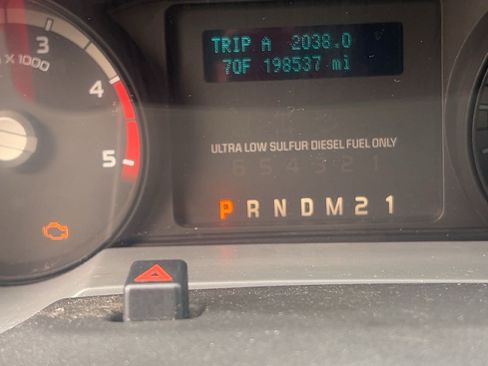 3
X 1000
4
5
TRIP A 2038.0
70F 198537 mi
ULTRA LOW SULFUR DIESEL FUEL ONLY
6 5 4 3 2 1
P R N D M 2 1